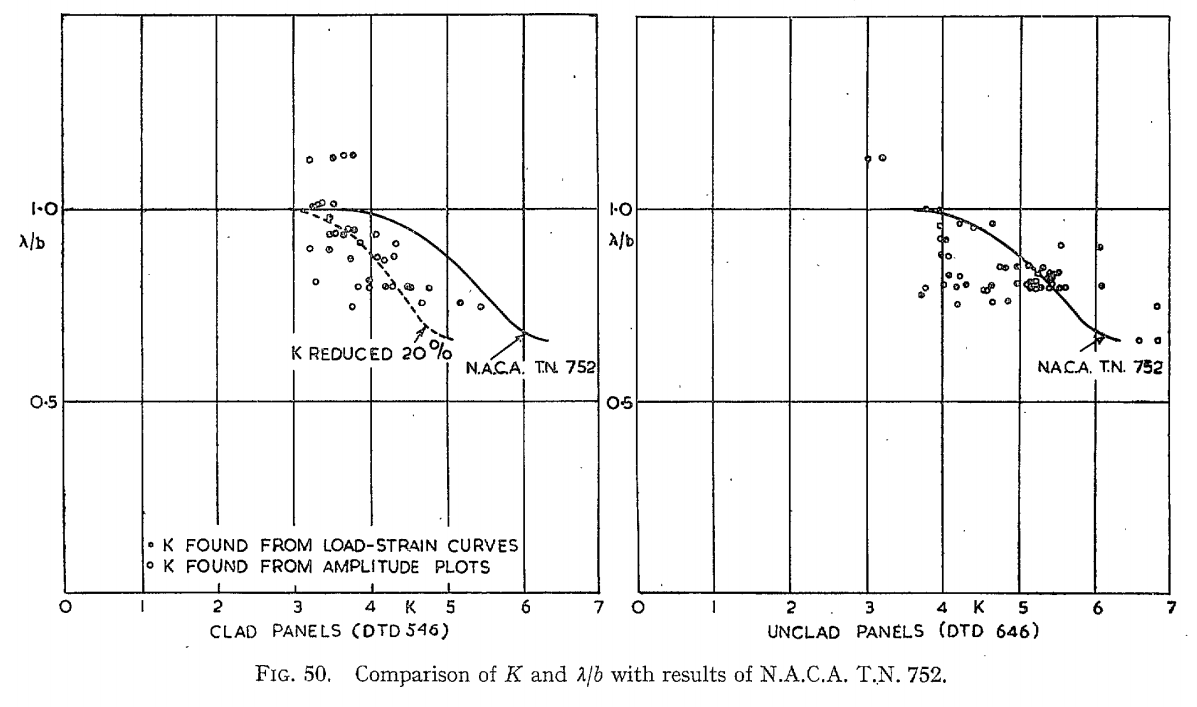 1·0
λ/b
0·5
K REDUCED 20%
N.A.C.A. T.N. 752
K FOUND FROM LOAD-STRAIN CURVES
K FOUND FROM AMPLITUDE PLOTS
0 1 2 3 4 K 5 6 7
CLAD PANELS (DTD 546)
1·0
λ/b
0·5
N.A.C.A. T.N. 752
0 1 2 3 4 K 5 6 7
UNCLAD PANELS (DTD 646)
FIG. 50. Comparison of K and λ/b with results of N.A.C.A. T.N. 752.